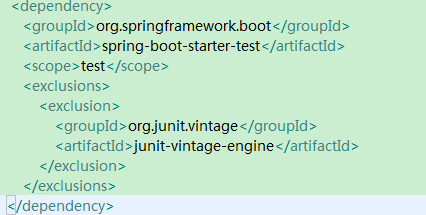 <dependency>
<groupId>org.springframework.boot</groupId>
<artifactId>spring-boot-starter-test</artifactId>
<scope>test</scope>
<exclusions>
<exclusion>
<groupId>org.junit.vintage</groupId>
<artifactId>junit-vintage-engine</artifactId>
</exclusion>
</exclusions>
</dependency>